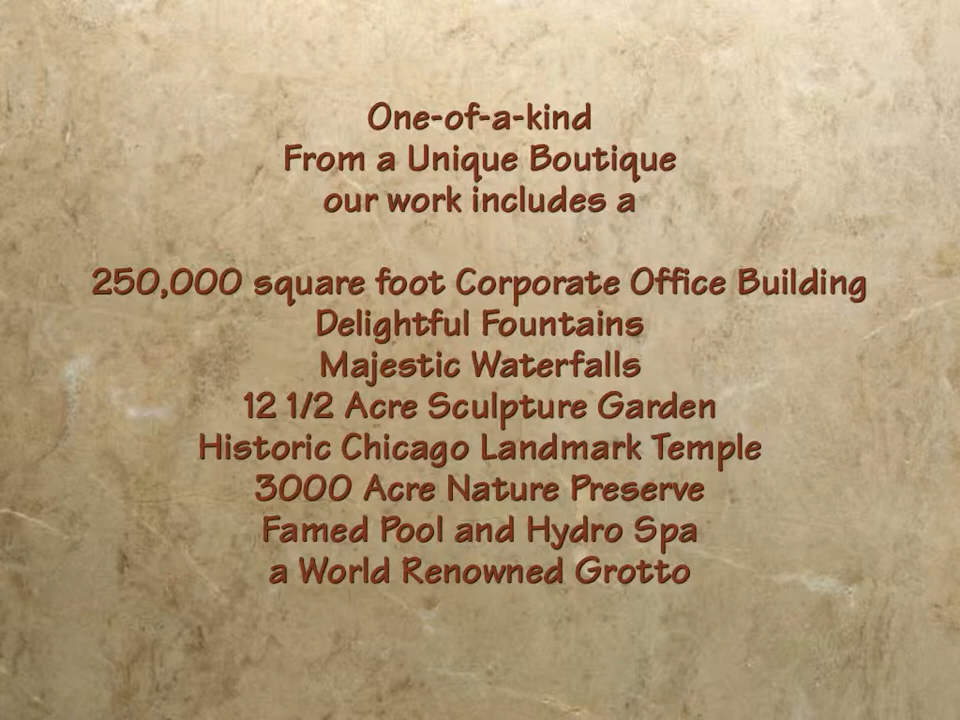 One-of-a-kind
From a Unique Boutique
our work includes a
250,000 square foot Corporate Office Building
Delightful Fountains
Majestic Waterfalls
12 1/2 Acre Sculpture Garden
Historic Chicago Landmark Temple
3000 Acre Nature Preserve
Famed Pool and Hydro Spa
a World Renowned Grotto